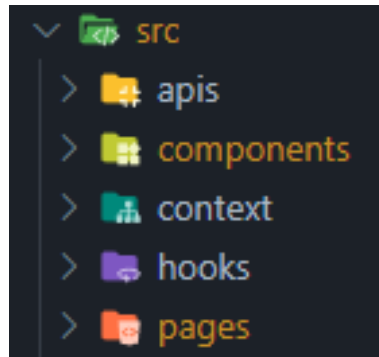 src
apis
components
context
hooks
pages